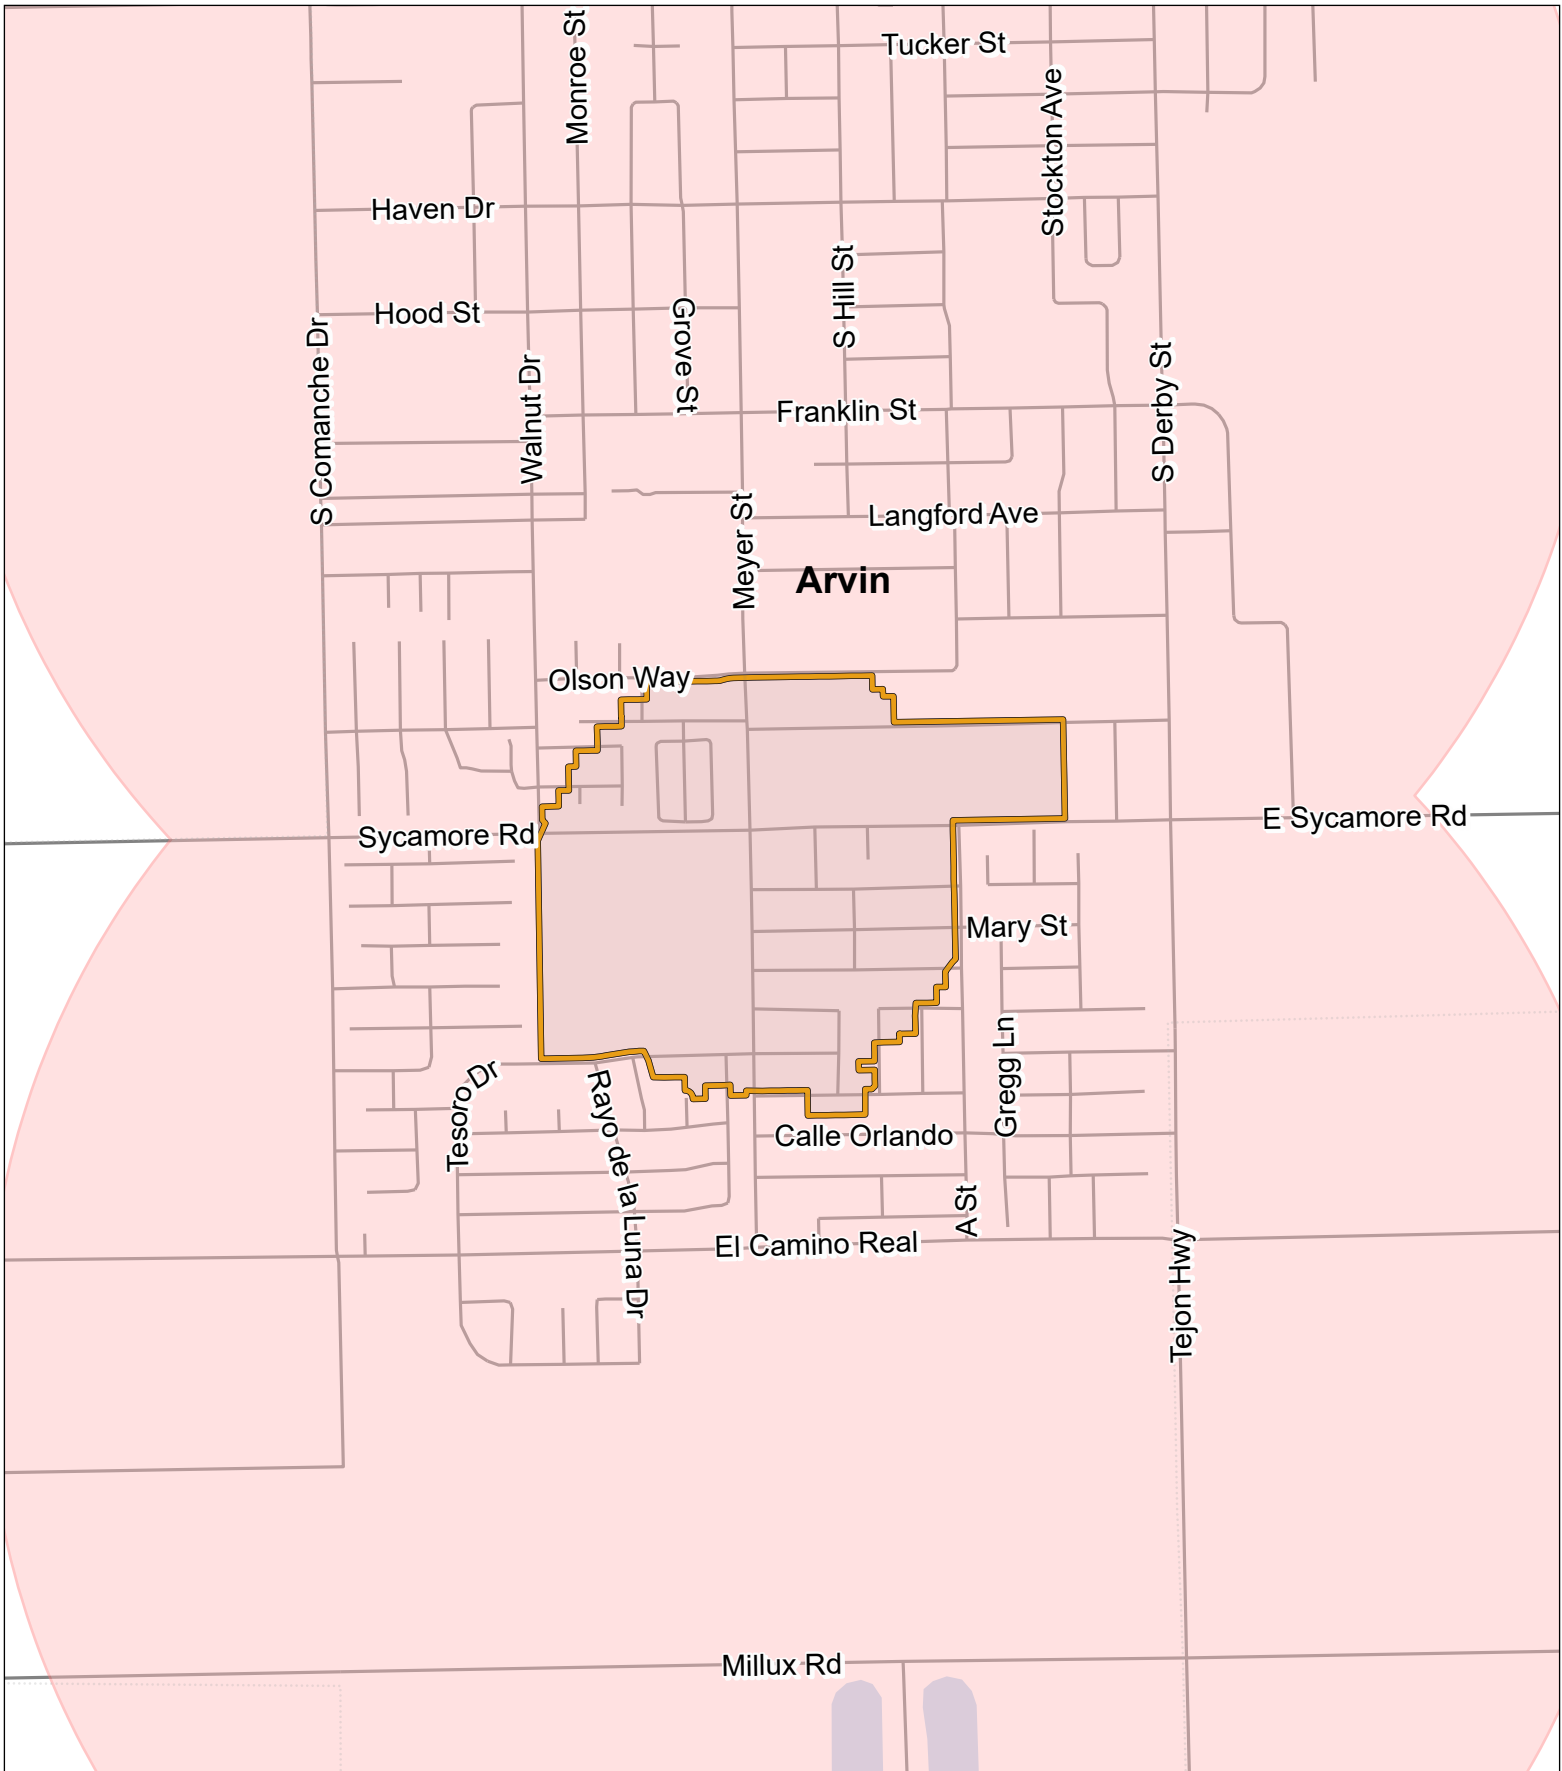 Monroe St
Tucker St
Stockton Ave
Haven Dr
S Hill St
Hood St
Grove St
S Comanche Dr
Walnut Dr
S Derby St
Franklin St
Meyer St
Langford Ave
Arvin
Olson Way
Sycamore Rd
E Sycamore Rd
Mary St
Gregg Ln
Tesoro Dr
Rayo de la Luna Dr
Calle Orlando
A St
El Camino Real
Tejon Hwy
Millux Rd